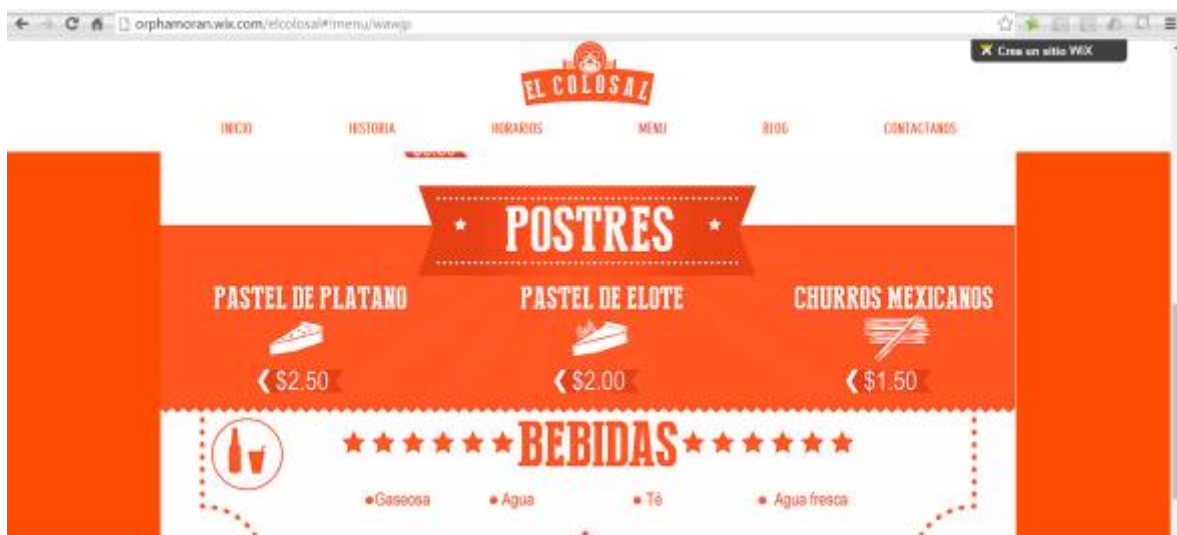 orphamoran.wix.com/elcolosal#!menu/wawjp
Crea un sitio WIX
EL COLOSAL
INICIO HISTORIA HORARIOS MENU BLOG CONTACTANOS
POSTRES
PASTEL DE PLATANO PASTEL DE ELOTE CHURROS MEXICANOS
$2.50 $2.00 $1.50
BEBIDAS
Gaseosa Agua Té Agua fresca